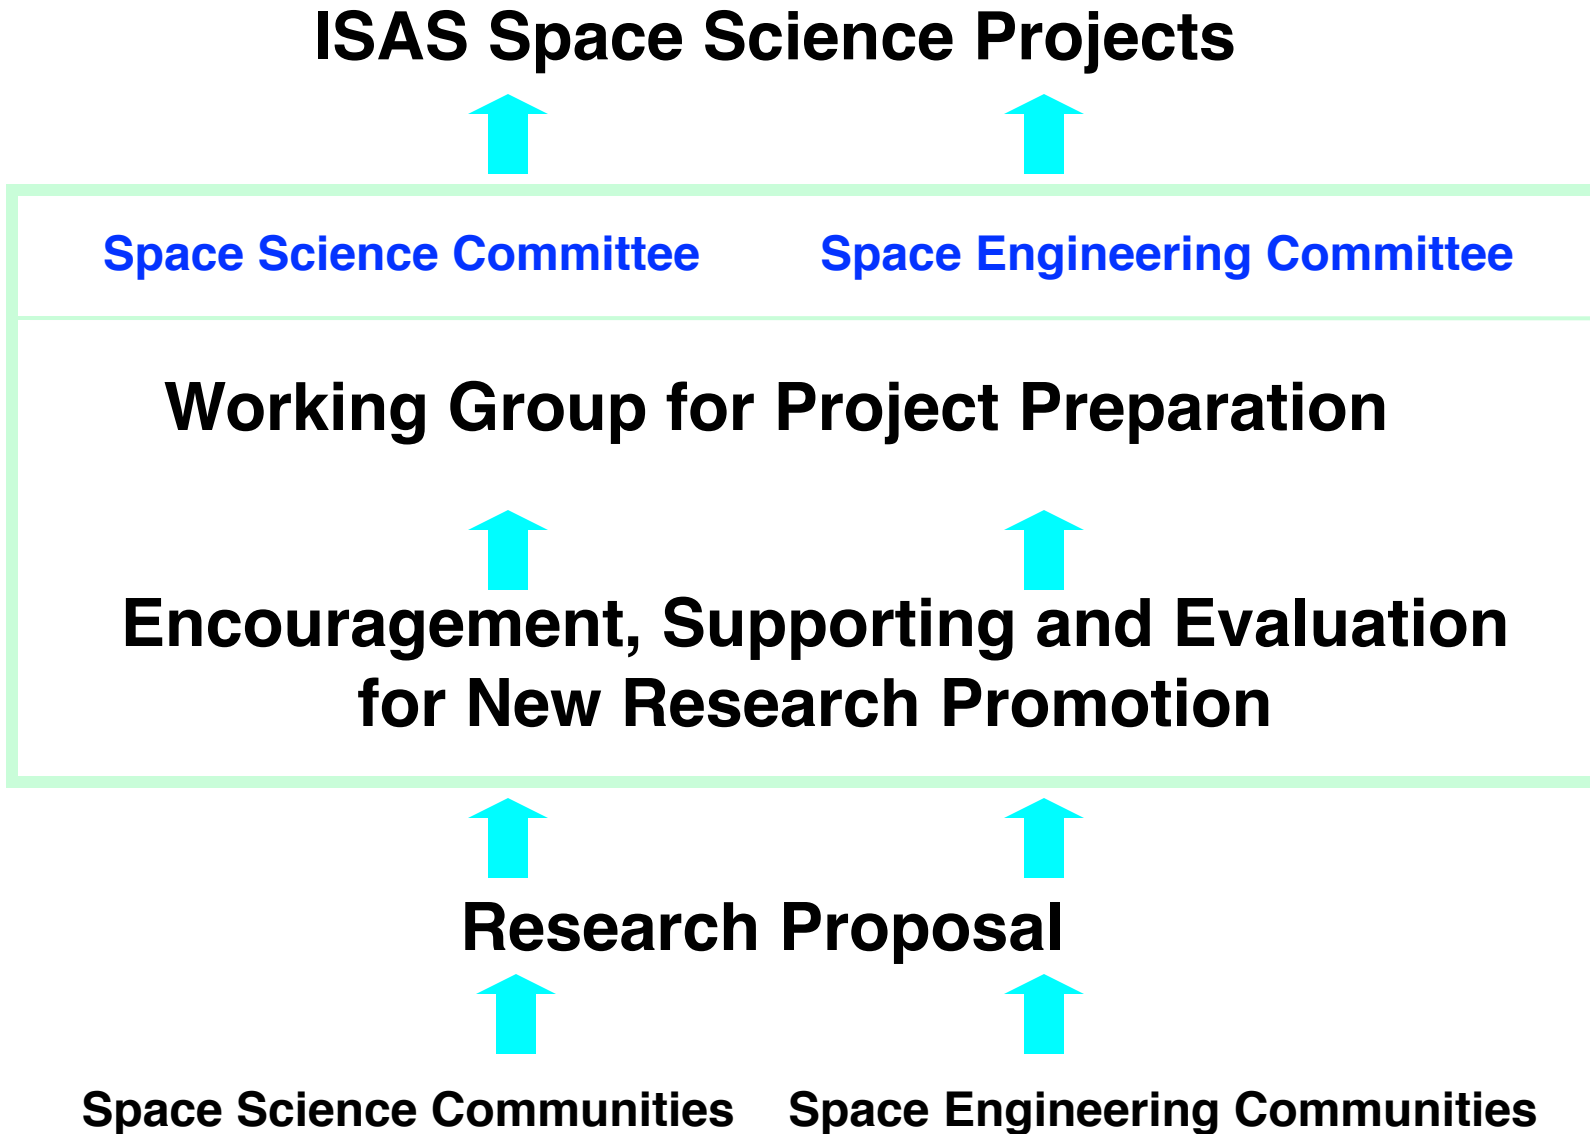 ISAS Space Science Projects
Space Science Committee
Space Engineering Committee
Working Group for Project Preparation
Encouragement, Supporting and Evaluation
for New Research Promotion
Research Proposal
Space Science Communities
Space Engineering Communities